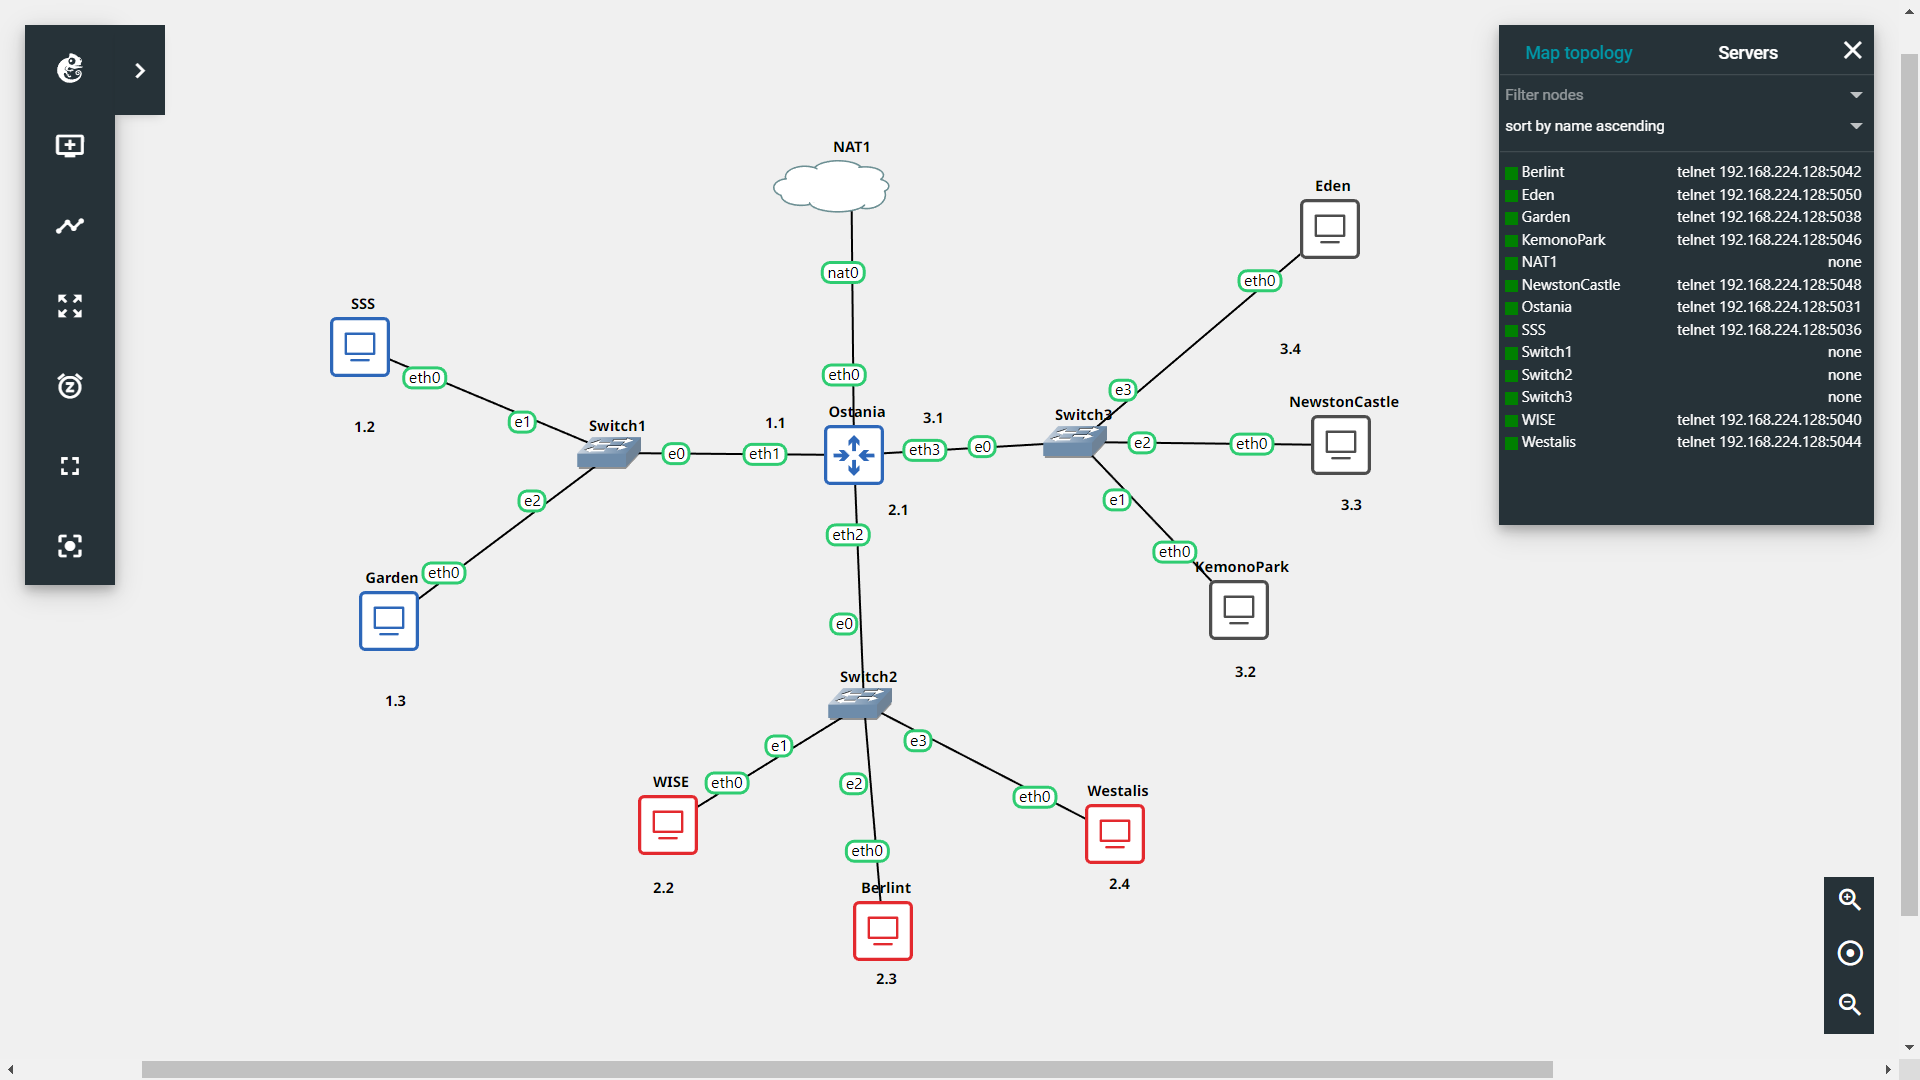 Map topology
Servers
Filter nodes
sort by name ascending
Berlint telnet 192.168.224.128:5042
Eden telnet 192.168.224.128:5050
Garden telnet 192.168.224.128:5038
KemonoPark telnet 192.168.224.128:5046
NAT1 none
NewstonCastle telnet 192.168.224.128:5048
Ostania telnet 192.168.224.128:5031
SSS telnet 192.168.224.128:5036
Switch1 none
Switch2 none
Switch3 none
WISE telnet 192.168.224.128:5040
Westalis telnet 192.168.224.128:5044
NAT1
nat0
eth0
Ostania
SSS
eth0
1.2
e1
Switch1
e0
eth1
1.1
e2
Garden
eth0
1.3
3.1
eth3
e0
Switch3
e3
eth0
Eden
3.4
e2
eth0
NewstonCastle
3.3
e1
eth0
KemonoPark
3.2
2.1
eth2
e0
Switch2
e1
eth0
WISE
2.2
e2
eth0
Berlint
2.3
e3
eth0
Westalis
2.4